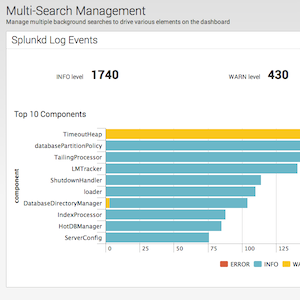 Multi-Search Management
Manage multiple background searches to drive various elements on the dashboard
Splunkd Log Events
INFO level 1740 WARN level 430
Top 10 Components
component
TimeoutHeap
databasePartitionPolicy
TailingProcessor
LMTracker
ShutdownHandler
loader
DatabaseDirectoryManager
IndexProcessor
HotDBManager
ServerConfig
0 25 50 75 100 125
ERROR INFO WA